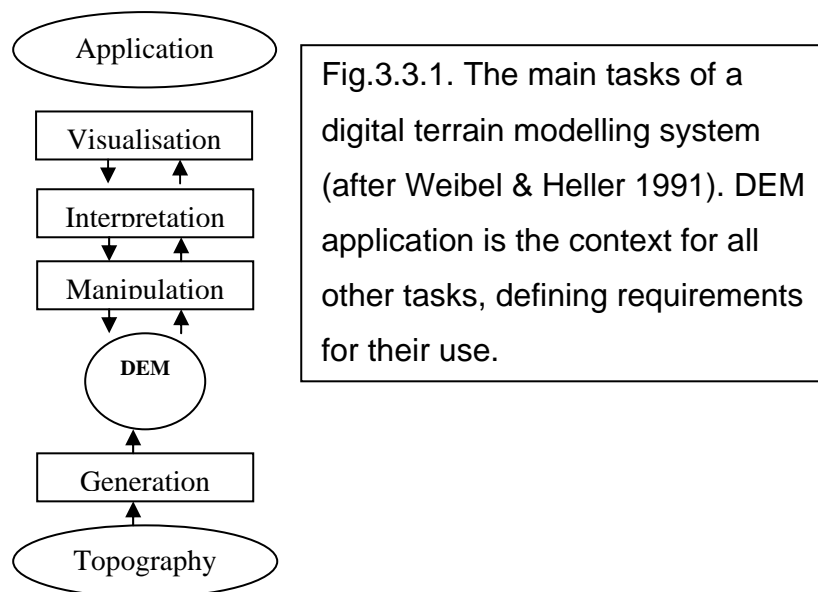 Application
Visualisation
Interpretation
Manipulation
DEM
Generation
Topography
Fig.3.3.1. The main tasks of a
digital terrain modelling system
(after Weibel & Heller 1991). DEM
application is the context for all
other tasks, defining requirements
for their use.